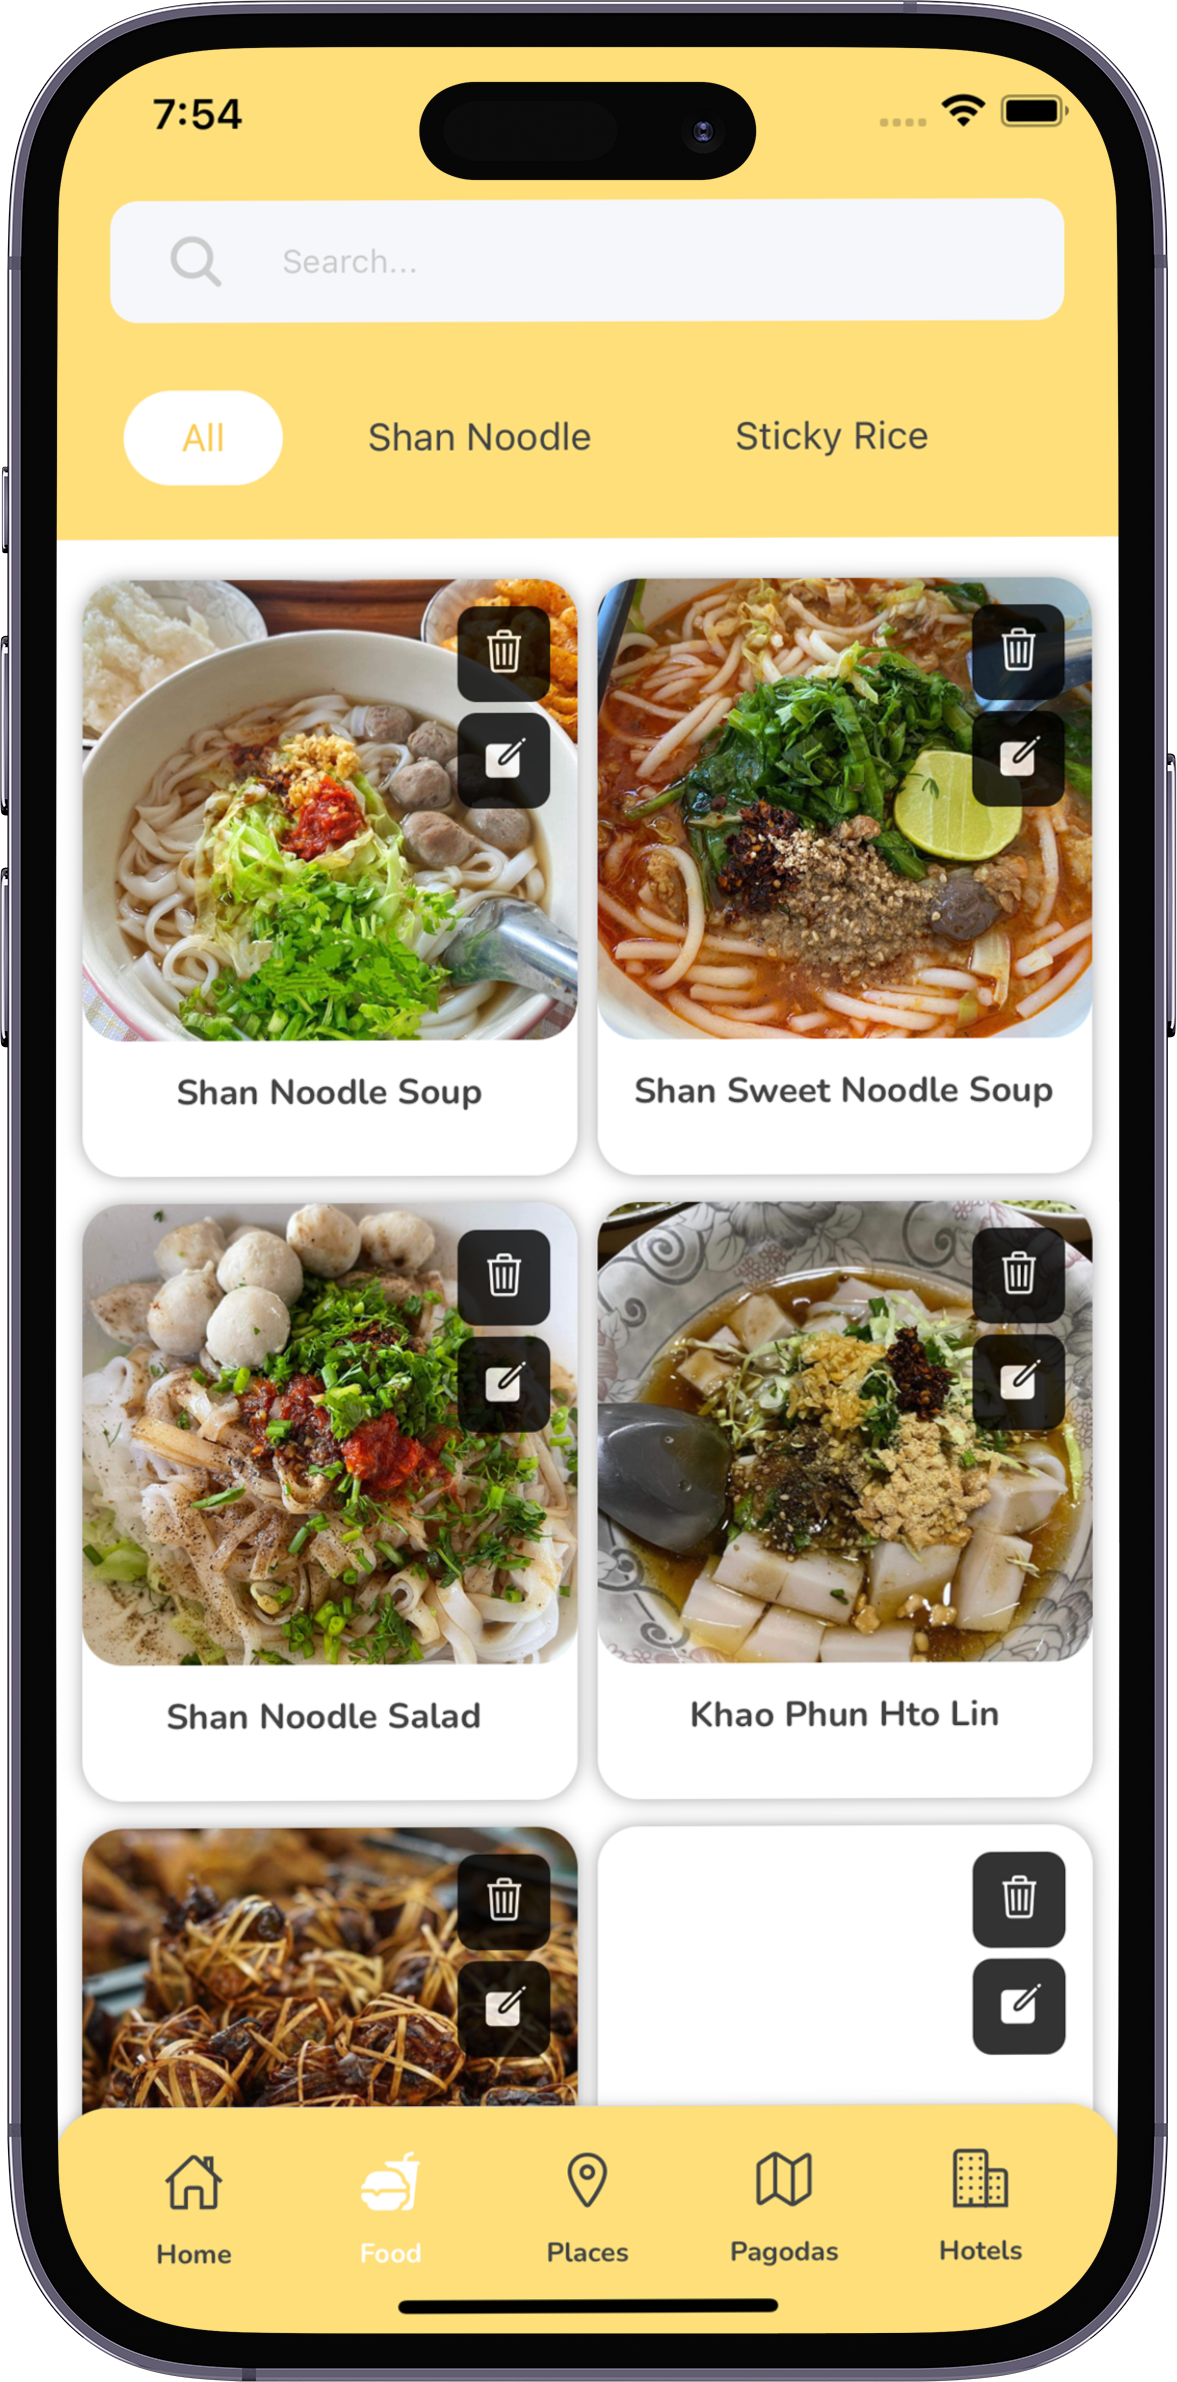 7:54
Search...
All Shan Noodle Sticky Rice
Shan Noodle Soup Shan Sweet Noodle Soup
Shan Noodle Salad Khao Phun Hto Lin
Home Food Places Pagodas Hotels